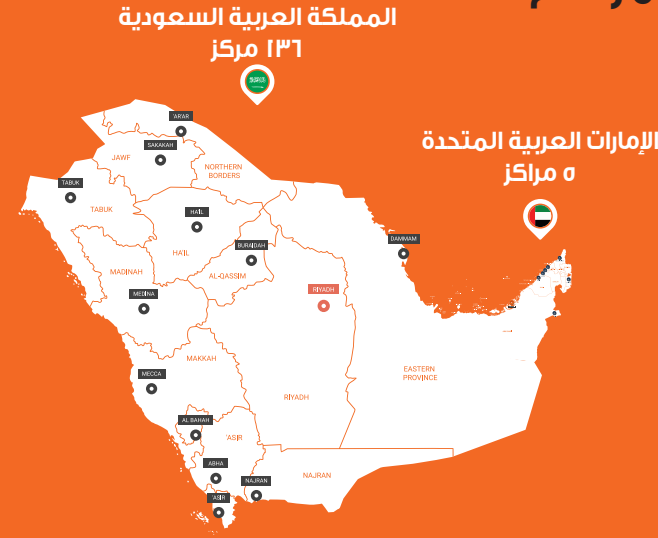 المملكة العربية السعودية
١٣٦ مركز
الإمارات العربية المتحدة
٥ مراكز
'AR'AR
SAKAKAH
JAWF
NORTHERN
BORDERS
TABUK
TABUK
HA'IL
HA'IL
BURAIDAH
DAMMAM
MADINAH
AL-QASSIM
MEDINA
RIYADH
MAKKAH
MECCA
EASTERN
PROVINCE
RIYADH
AL BAHAH
'ASIR
ABHA
NAJRAN
NAJRAN
'ASIR